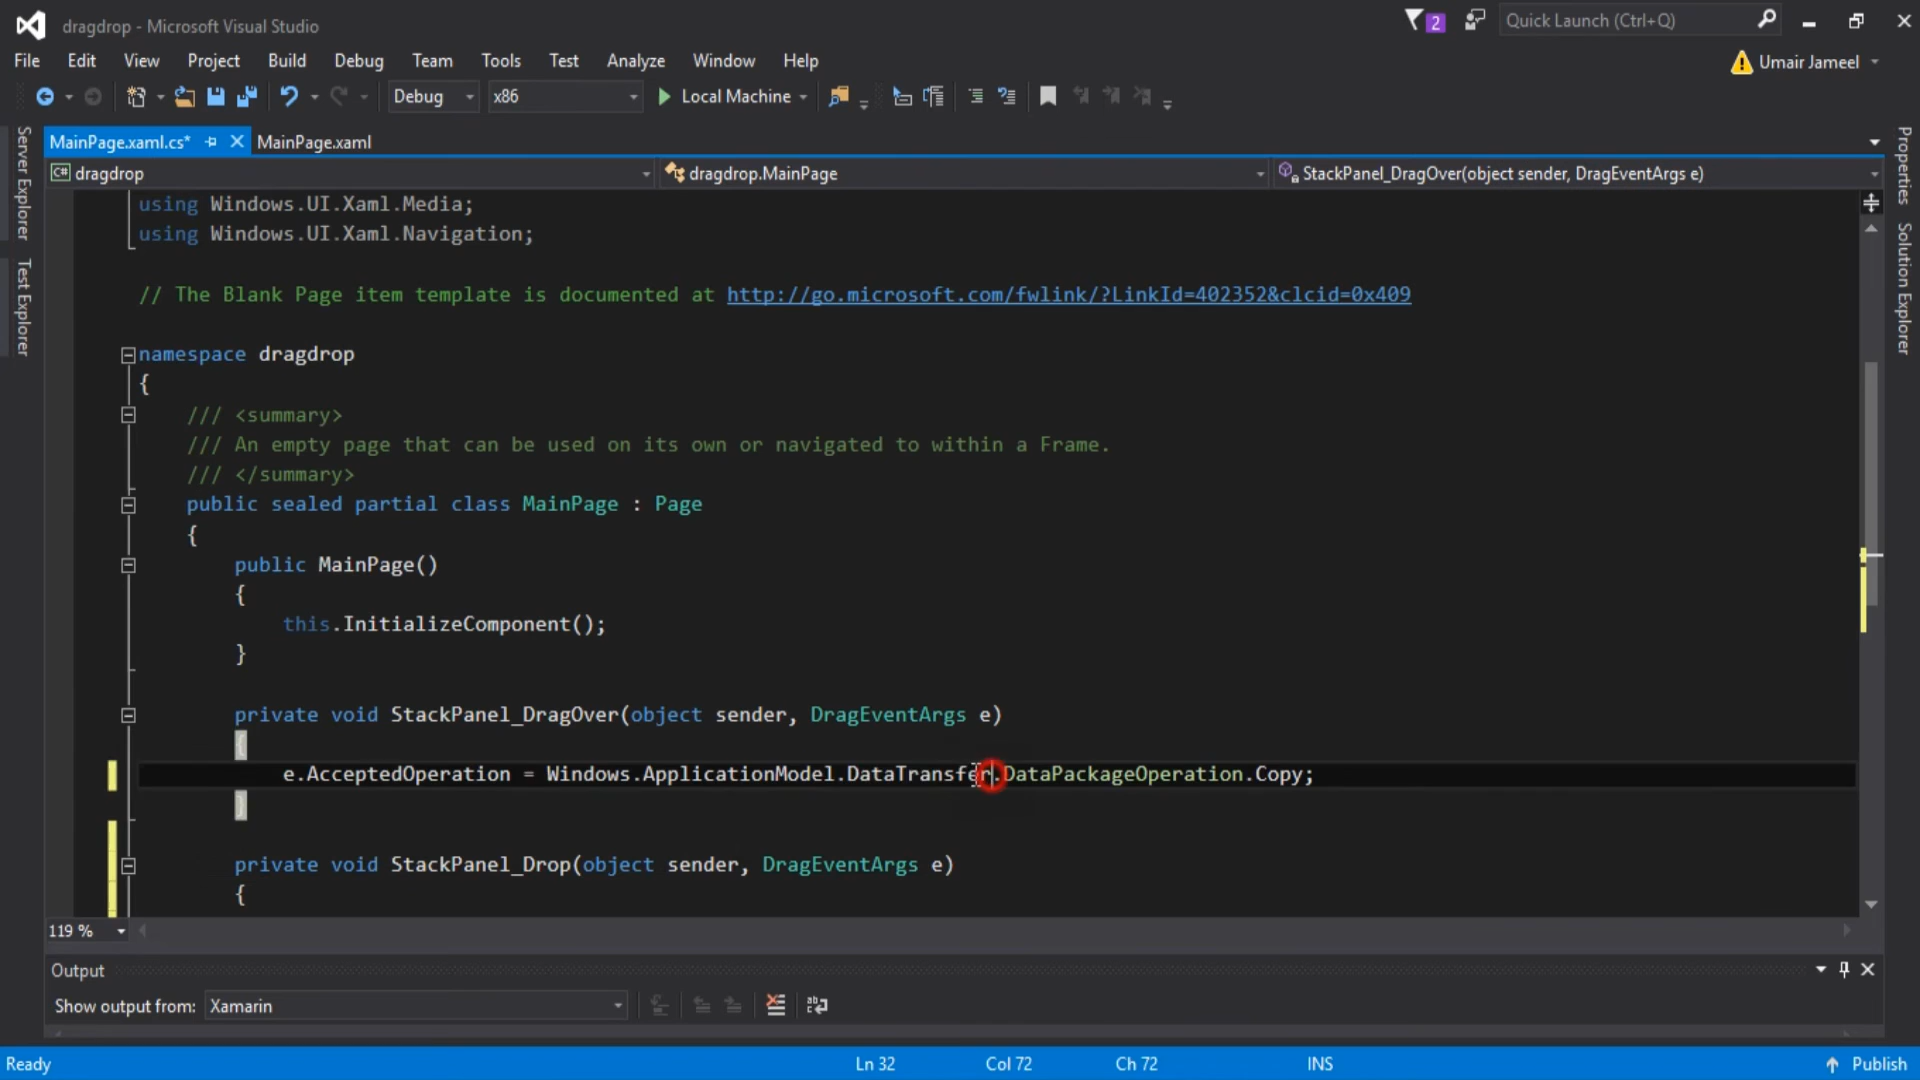 dragdrop - Microsoft Visual Studio
2
Quick Launch (Ctrl+Q)
File Edit View Project Build Debug Team Tools Test Analyze Window Help
Umair Jameel
Debug x86 Local Machine
MainPage.xaml.cs* MainPage.xaml
C# dragdrop dragdrop.MainPage StackPanel_DragOver(object sender, DragEventArgs e)
Server Explorer
Test Explorer
Properties
Solution Explorer
using Windows.UI.Xaml.Media;
using Windows.UI.Xaml.Navigation;
// The Blank Page item template is documented at http://go.microsoft.com/fwlink/?LinkId=402352&clcid=0x409
namespace dragdrop
{
/// <summary>
/// An empty page that can be used on its own or navigated to within a Frame.
/// </summary>
public sealed partial class MainPage : Page
{
public MainPage()
{
this.InitializeComponent();
}
private void StackPanel_DragOver(object sender, DragEventArgs e)
{
e.AcceptedOperation = Windows.ApplicationModel.DataTransfer.DataPackageOperation.Copy;
}
private void StackPanel_Drop(object sender, DragEventArgs e)
{
119 %
Output
Show output from: Xamarin
Ready Ln 32 Col 72 Ch 72 INS Publish